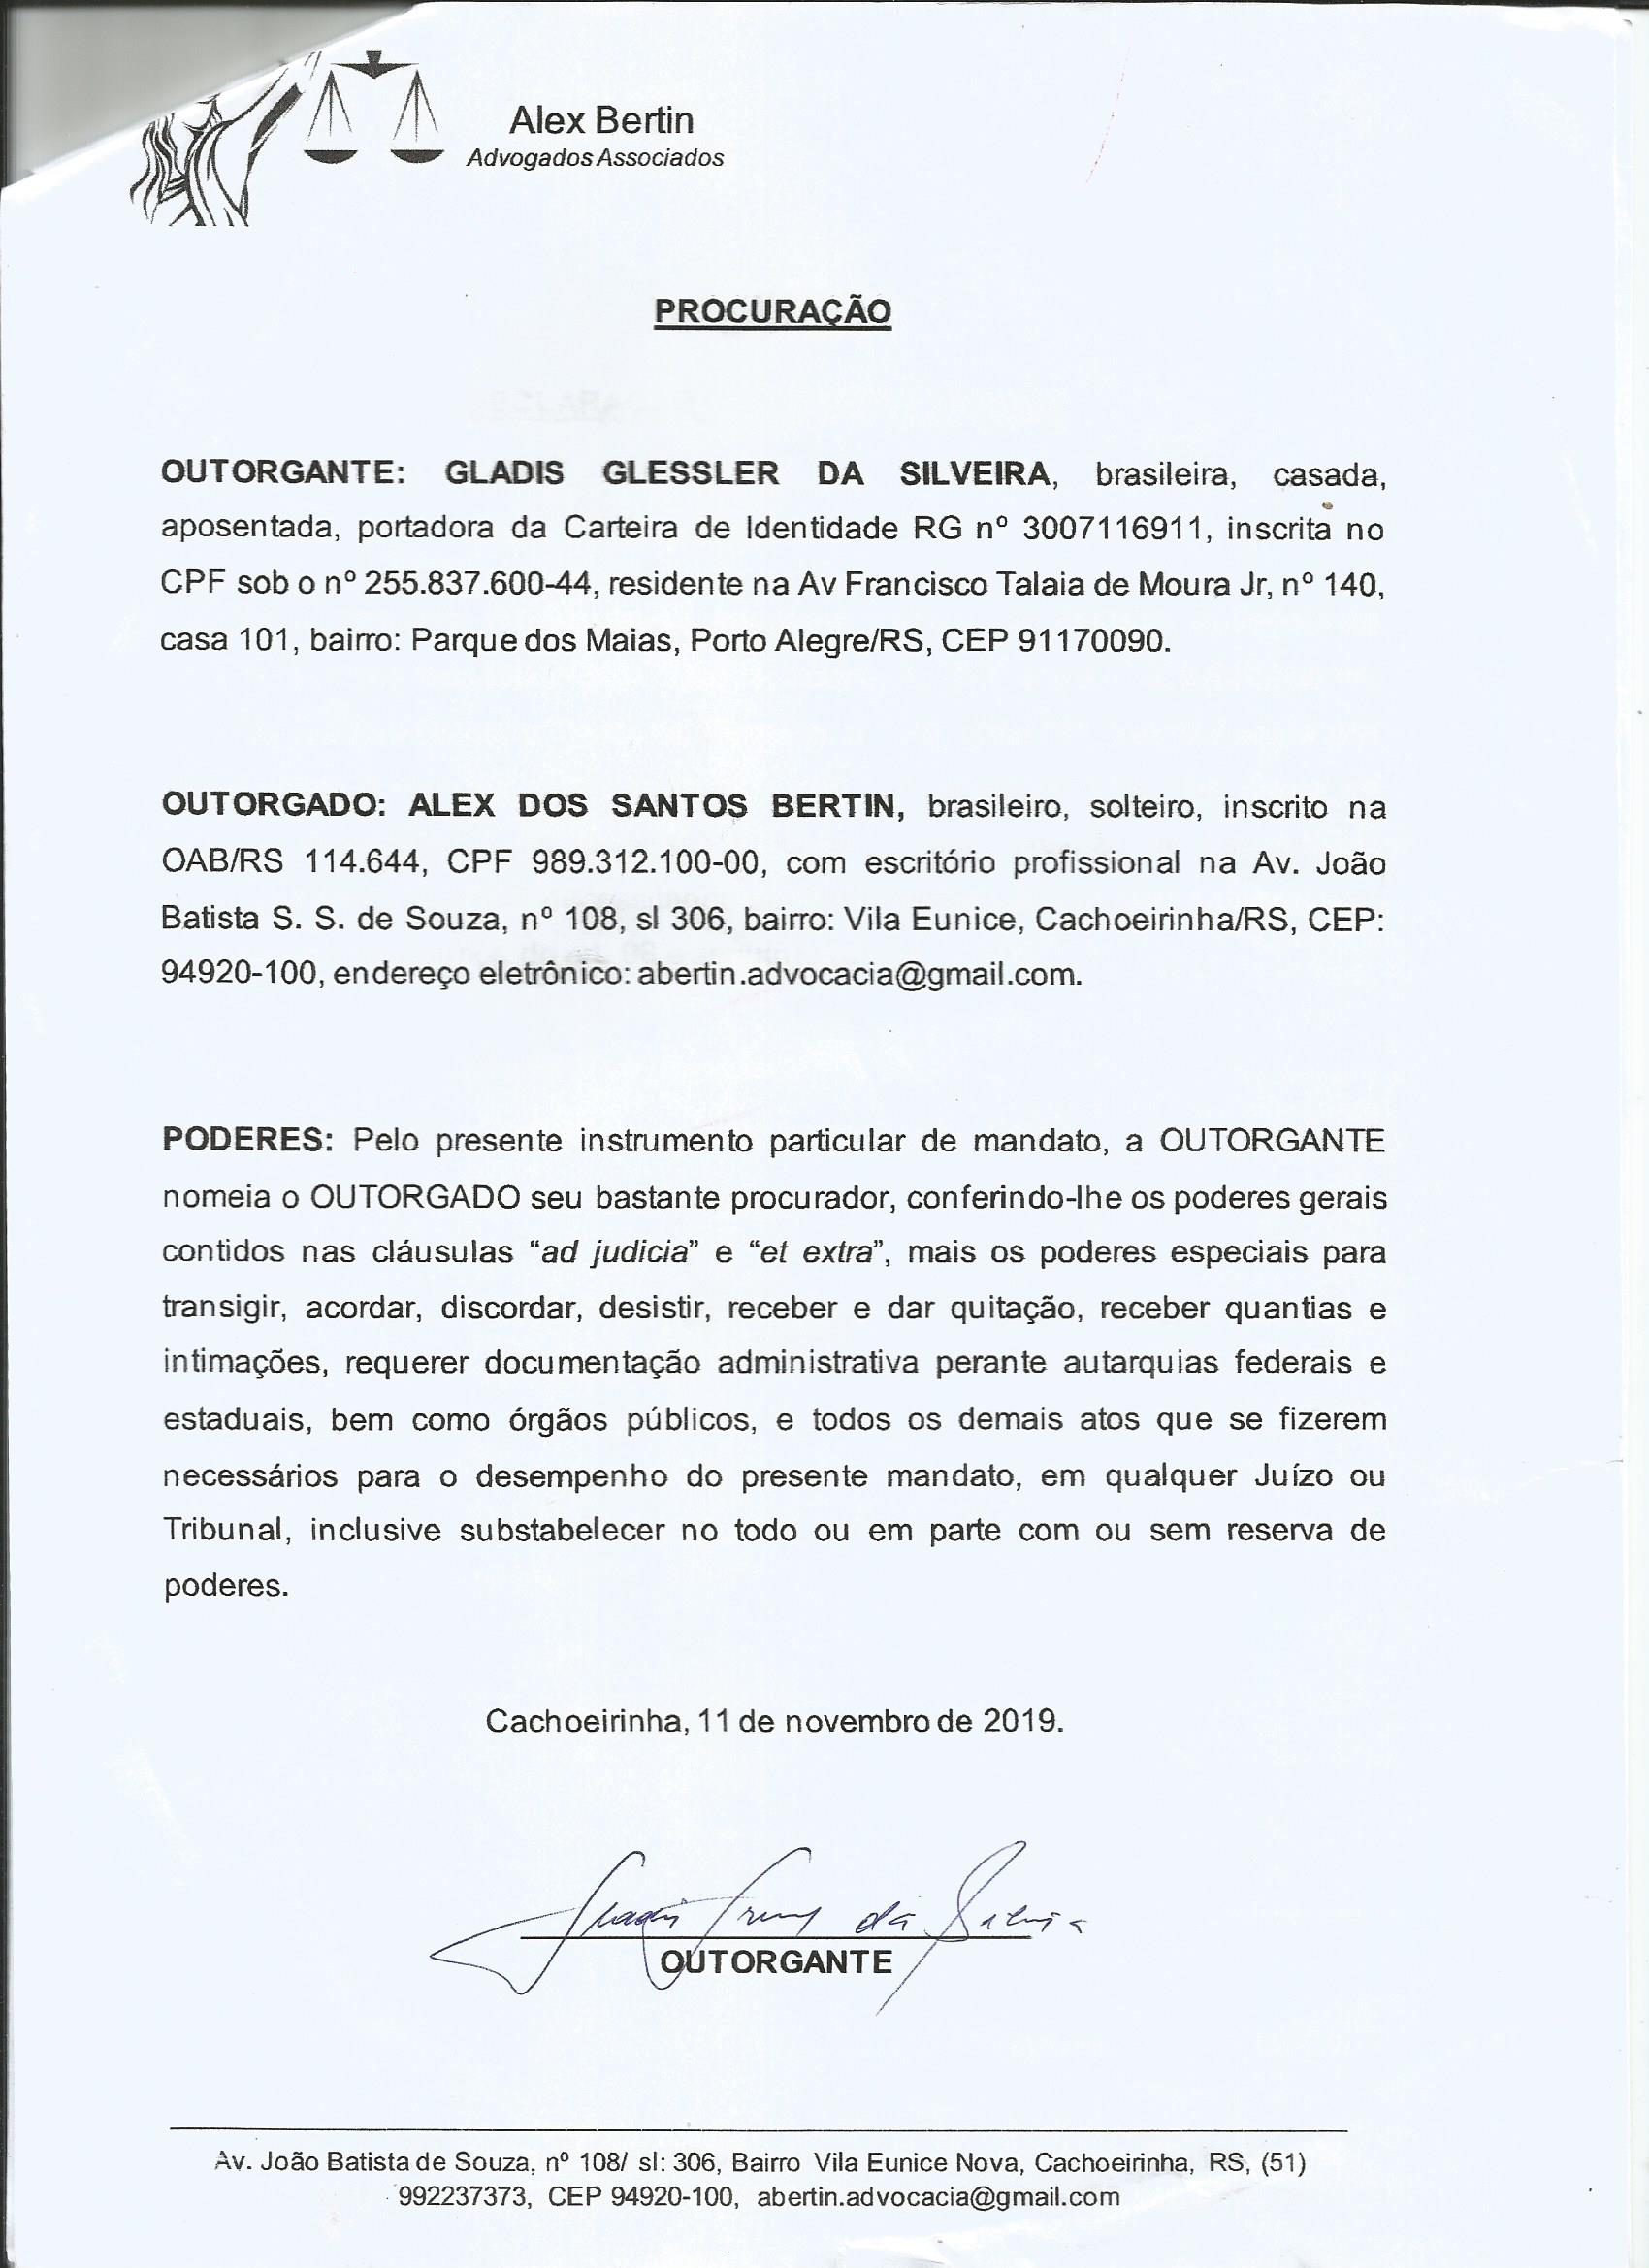 Alex Bertin
Advogados Associados
PROCURAÇÃO
OUTORGANTE: GLADIS GLESSLER DA SILVEIRA, brasileira, casada,
aposentada, portadora da Carteira de Identidade RG nº 3007116911, inscrita no
CPF sob o nº 255.837.600-44, residente na Av Francisco Talaia de Moura Jr, nº 140,
casa 101, bairro: Parque dos Maias, Porto Alegre/RS, CEP 91170090.
OUTORGADO: ALEX DOS SANTOS BERTIN, brasileiro, solteiro, inscrito na
OAB/RS 114.644, CPF 989.312.100-00, com escritório profissional na Av. João
Batista S. S. de Souza, nº 108, sl 306, bairro: Vila Eunice, Cachoeirinha/RS, CEP:
94920-100, endereço eletrônico: abertin.advocacia@gmail.com.
PODERES: Pelo presente instrumento particular de mandato, a OUTORGANTE
nomeia o OUTORGADO seu bastante procurador, conferindo-lhe os poderes gerais
contidos nas cláusulas “ad judicia” e “et extra”, mais os poderes especiais para
transigir, acordar, discordar, desistir, receber e dar quitação, receber quantias e
intimações, requerer documentação administrativa perante autarquias federais e
estaduais, bem como órgãos públicos, e todos os demais atos que se fizerem
necessários para o desempenho do presente mandato, em qualquer Juízo ou
Tribunal, inclusive substabelecer no todo ou em parte com ou sem reserva de
poderes.
Cachoeirinha, 11 de novembro de 2019.
da
OUTORGANTE
Av. João Batista de Souza, nº 108/ sl: 306, Bairro Vila Eunice Nova, Cachoeirinha, RS, (51)
992237373, CEP 94920-100, abertin.advocacia@gmail.com